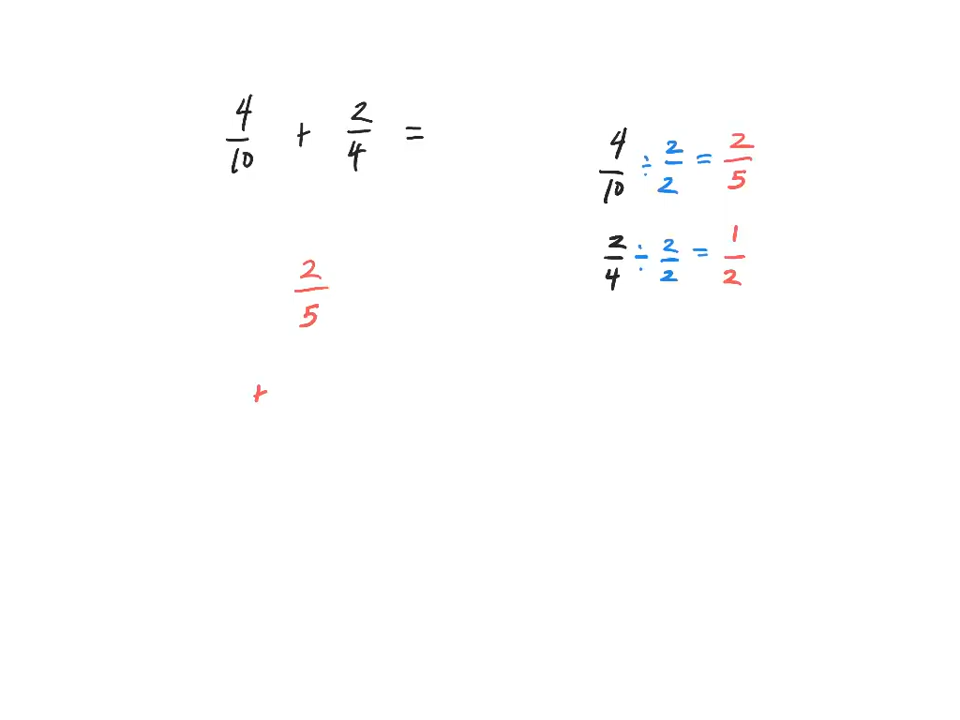 4/10 + 2/4 =
4/10 ÷ 2/2 = 2/5
2/4 ÷ 2/2 = 1/2
2/5
+